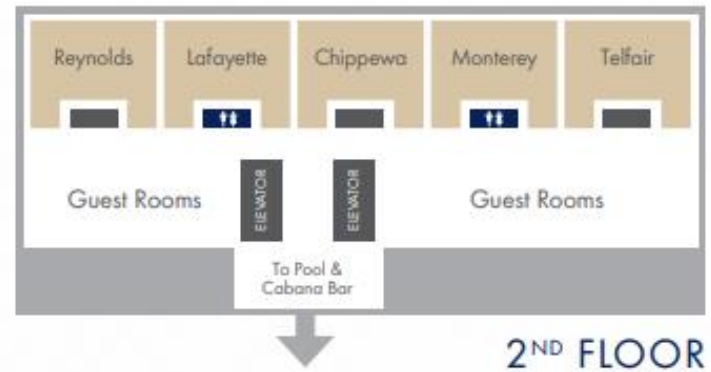 Reynolds
Lafayette
Chippewa
Monterey
Telfair
Guest Rooms
ELEVATOR
ELEVATOR
Guest Rooms
To Pool &
Cabana Bar
2ND FLOOR